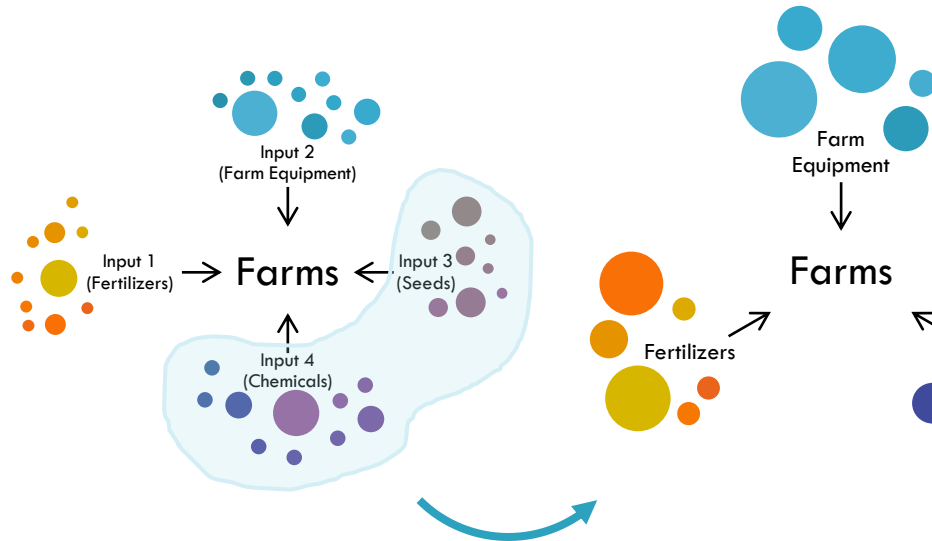 Input 2
(Farm Equipment)
Input 1
(Fertilizers)
Farms
Input 3
(Seeds)
Input 4
(Chemicals)
Farm
Equipment
Farms
Fertilizers